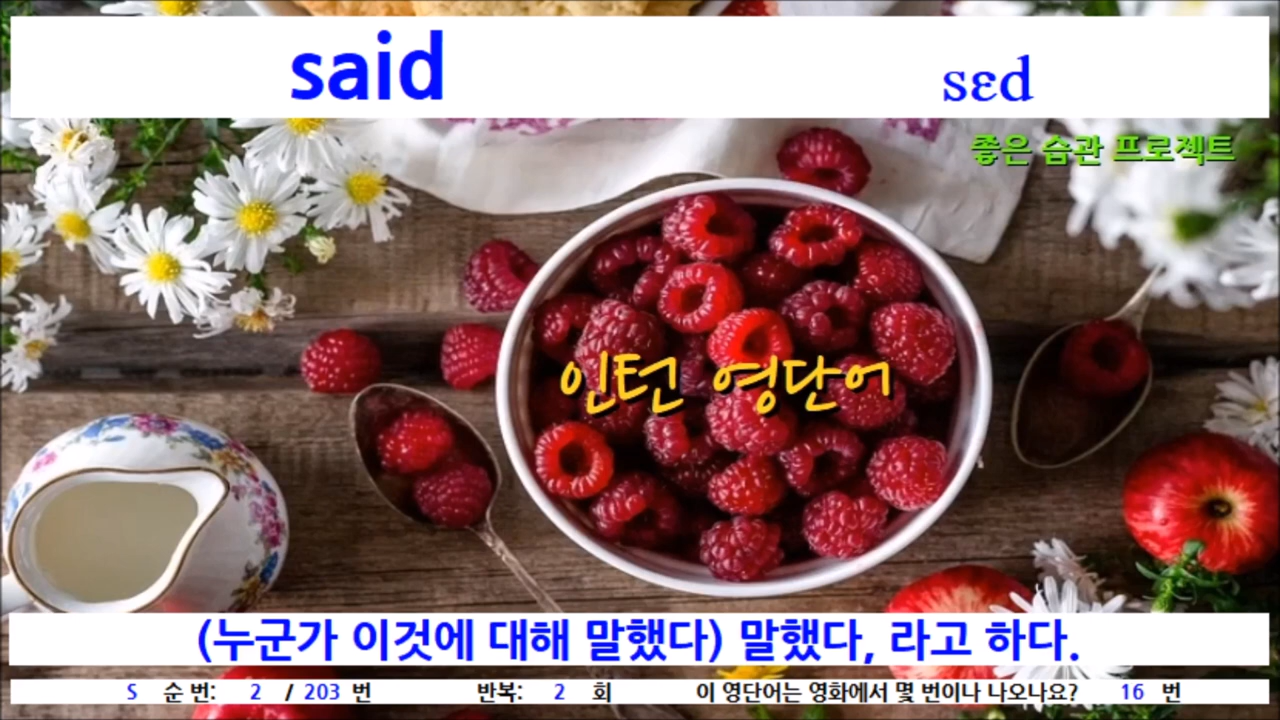 said sɛd
좋은 습관 프로젝트
인턴 영단어
(누군가 이것에 대해 말했다) 말했다, 라고 하다.
S 순 번: 2 / 203 번 반복: 2 회 이 영단어는 영화에서 몇 번이나 나오나요? 16 번